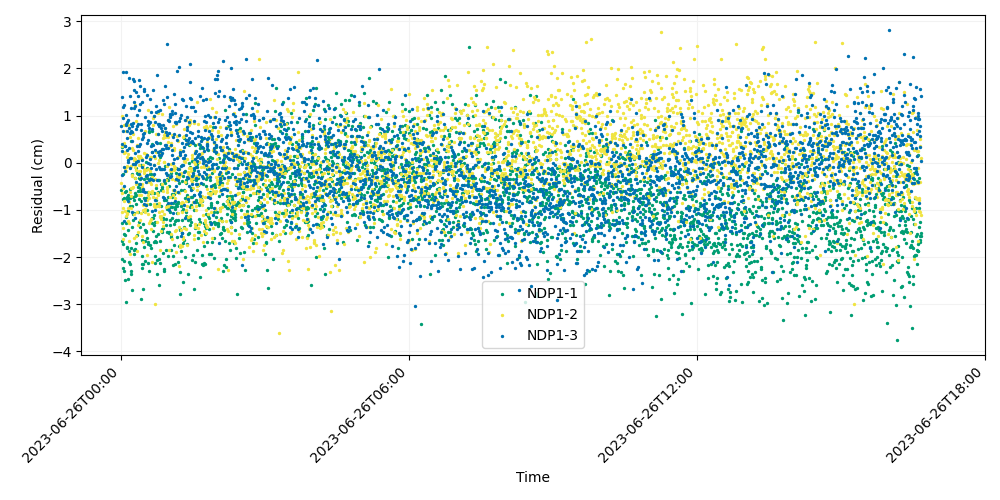 3
2
1
0
−1
−2
−3
−4
Residual (cm)
NDP1-1
NDP1-2
NDP1-3
2023-06-26T00:00
2023-06-26T06:00
2023-06-26T12:00
2023-06-26T18:00
Time